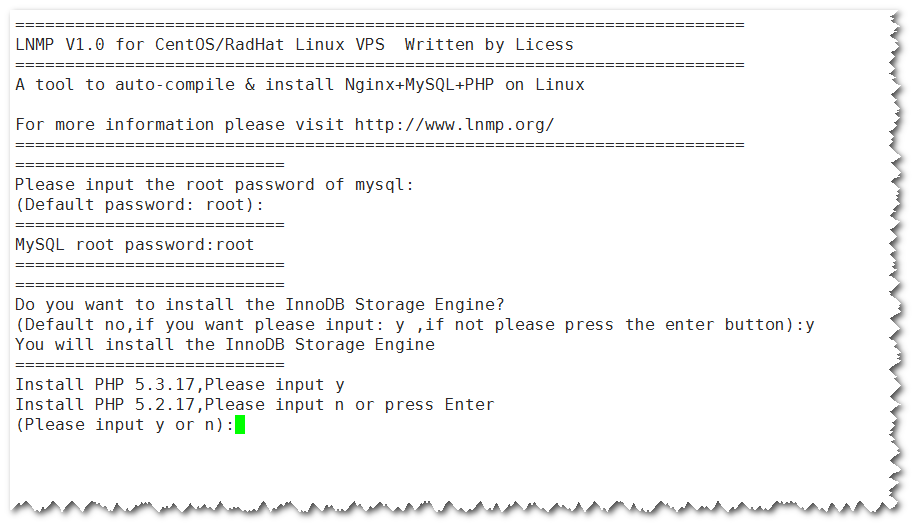 =========================================================================
LNMP V1.0 for CentOS/RadHat Linux VPS  Written by Licess
=========================================================================
A tool to auto-compile & install Nginx+MySQL+PHP on Linux

For more information please visit http://www.lnmp.org/
=========================================================================
===========================
Please input the root password of mysql:
(Default password: root):
===========================
MySQL root password:root
===========================
===========================
Do you want to install the InnoDB Storage Engine?
(Default no,if you want please input: y ,if not please press the enter button):y
You will install the InnoDB Storage Engine
===========================
Install PHP 5.3.17,Please input y
Install PHP 5.2.17,Please input n or press Enter
(Please input y or n):